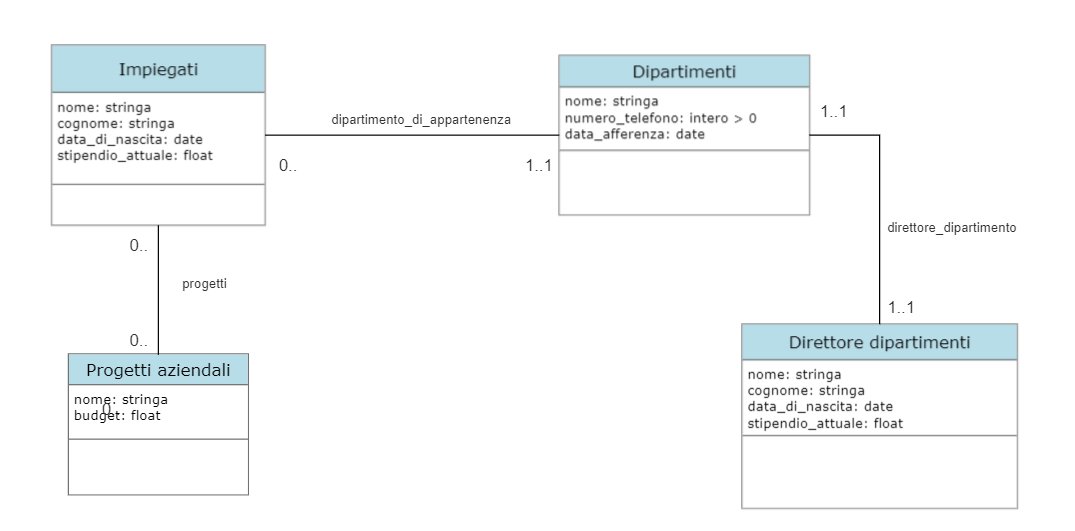 Impiegati
nome: stringa
cognome: stringa
data_di_nascita: date
stipendio_attuale: float
dipartimento_di_appartenenza
0..
1..1
Dipartimenti
nome: stringa
numero_telefono: intero > 0
data_afferenza: date
1..1
direttore_dipartimento
1..1
0..
progetti
0..
Progetti aziendali
nome: stringa
0
budget: float
Direttore dipartimenti
nome: stringa
cognome: stringa
data_di_nascita: date
stipendio_attuale: float